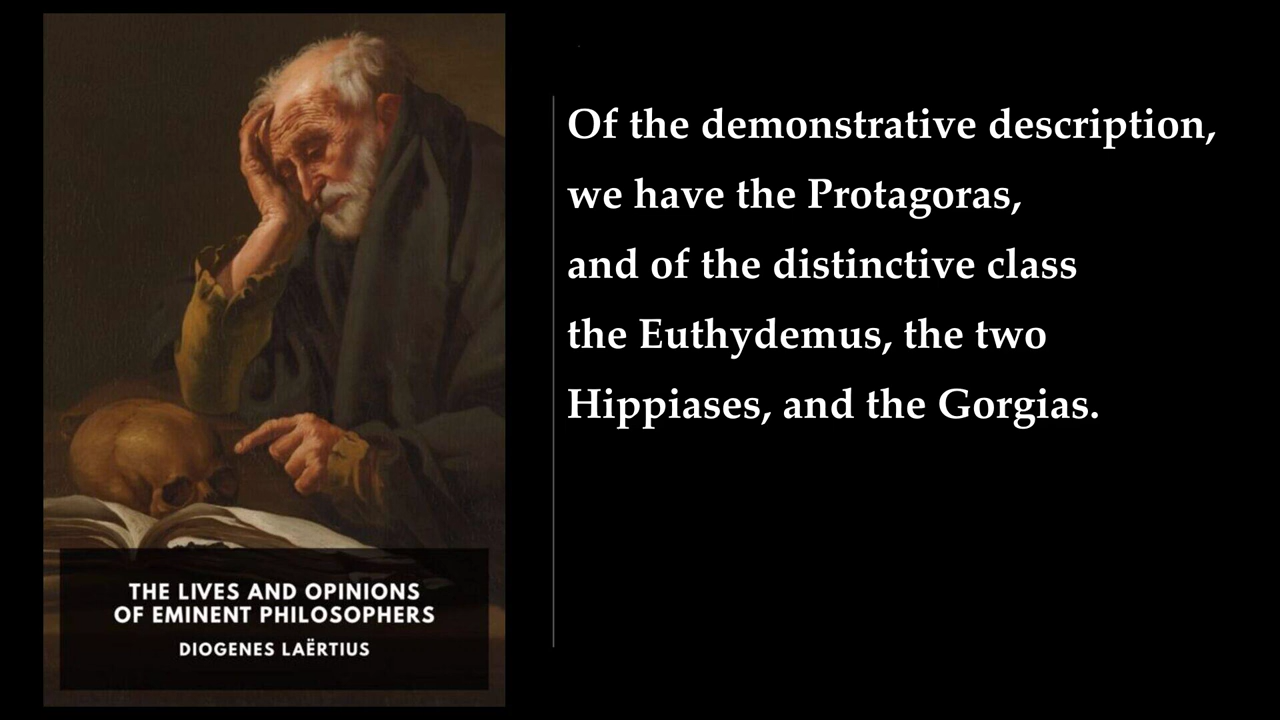 THE LIVES AND OPINIONS
OF EMINENT PHILOSOPHERS
DIOGENES LAËRTIUS
Of the demonstrative description,
we have the Protagoras,
and of the distinctive class
the Euthydemus, the two
Hippiases, and the Gorgias.